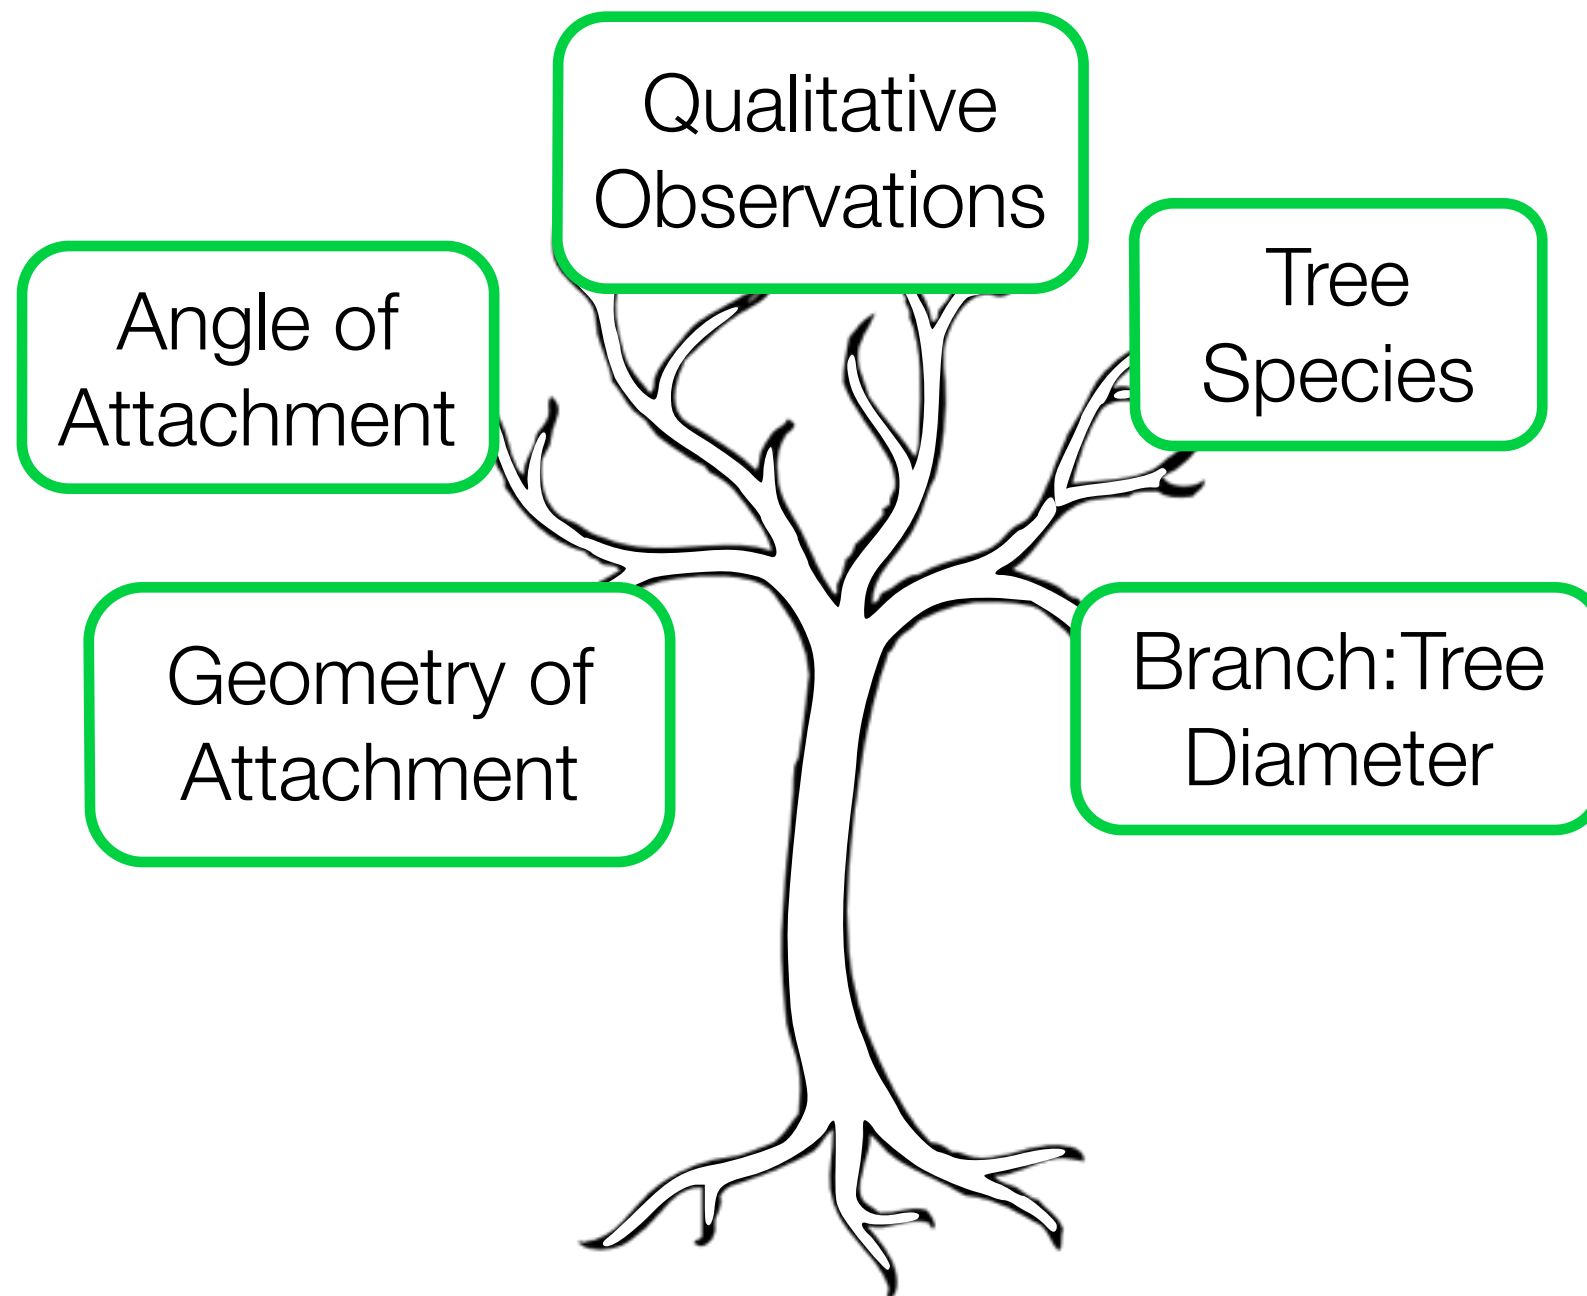 Qualitative
Observations
Angle of
Attachment
Tree
Species
Geometry of
Attachment
Branch:Tree
Diameter